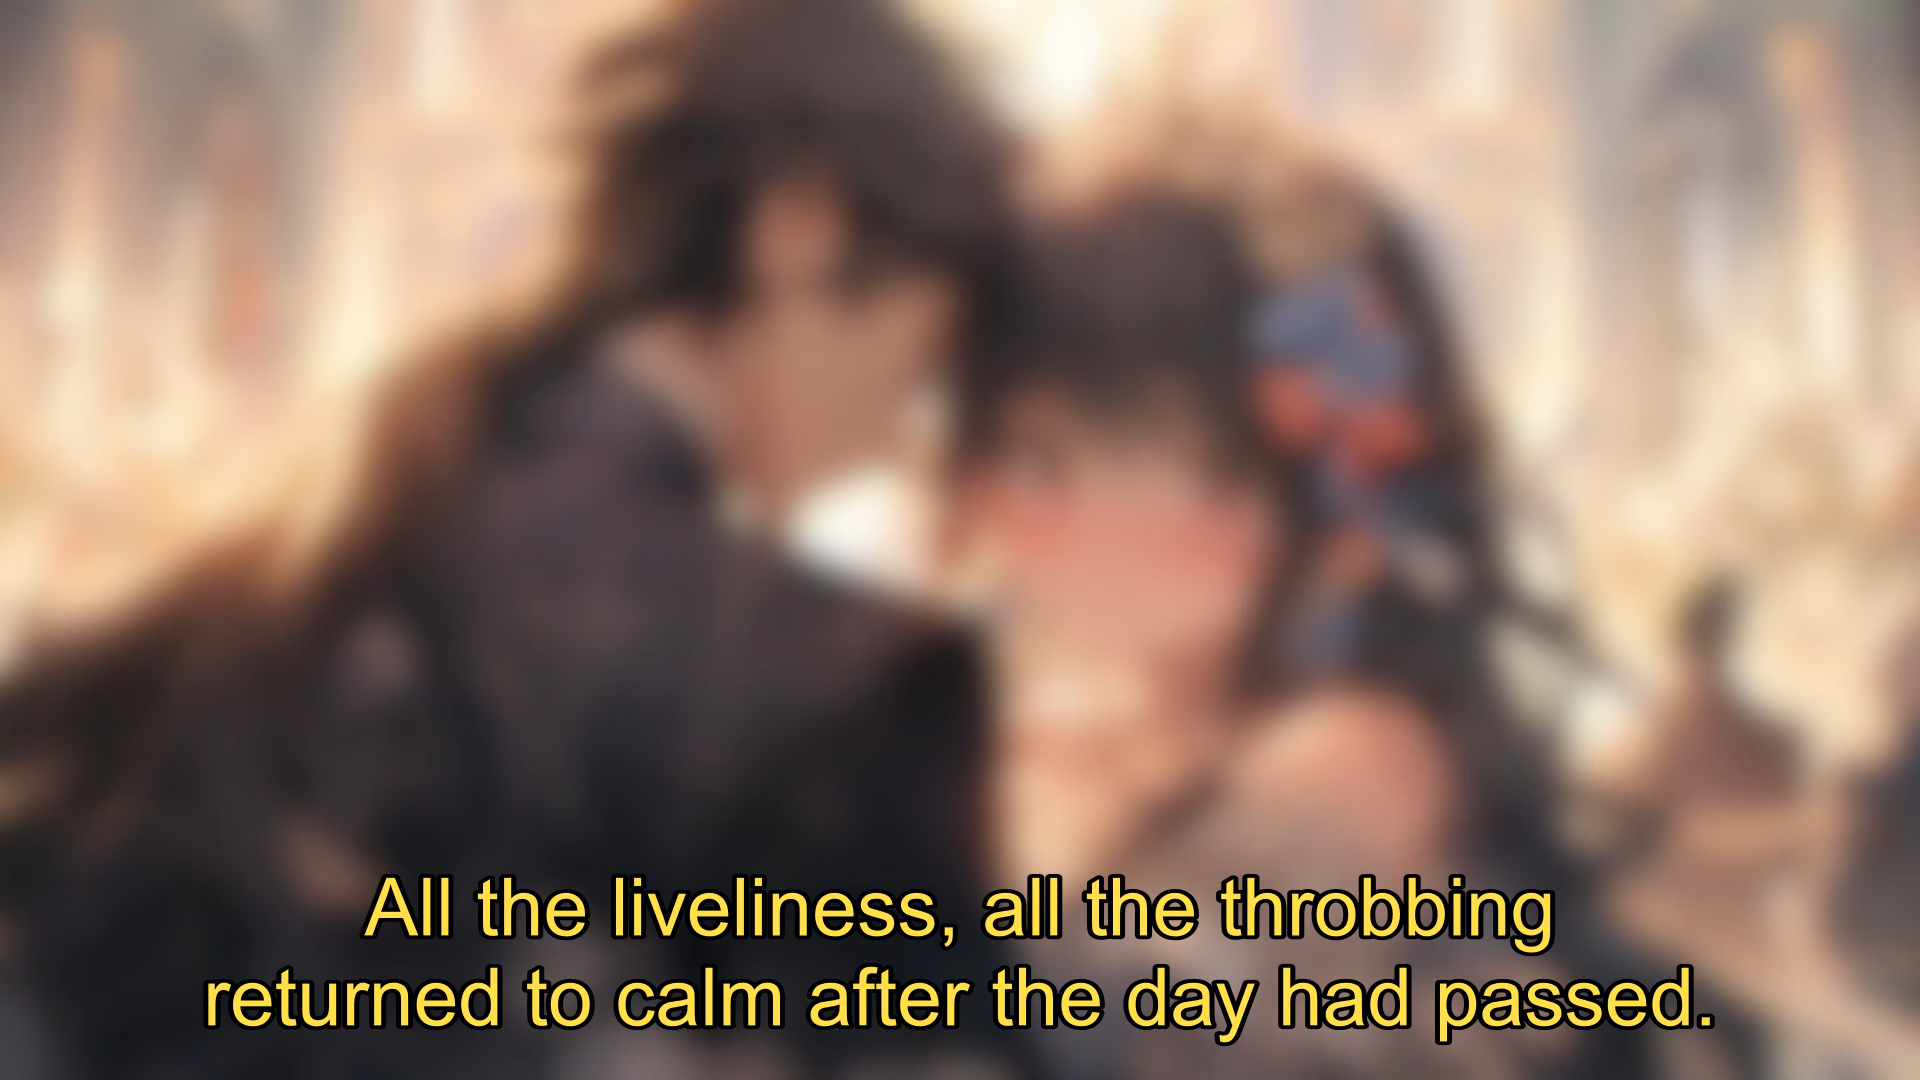 All the liveliness, all the throbbing
returned to calm after the day had passed.